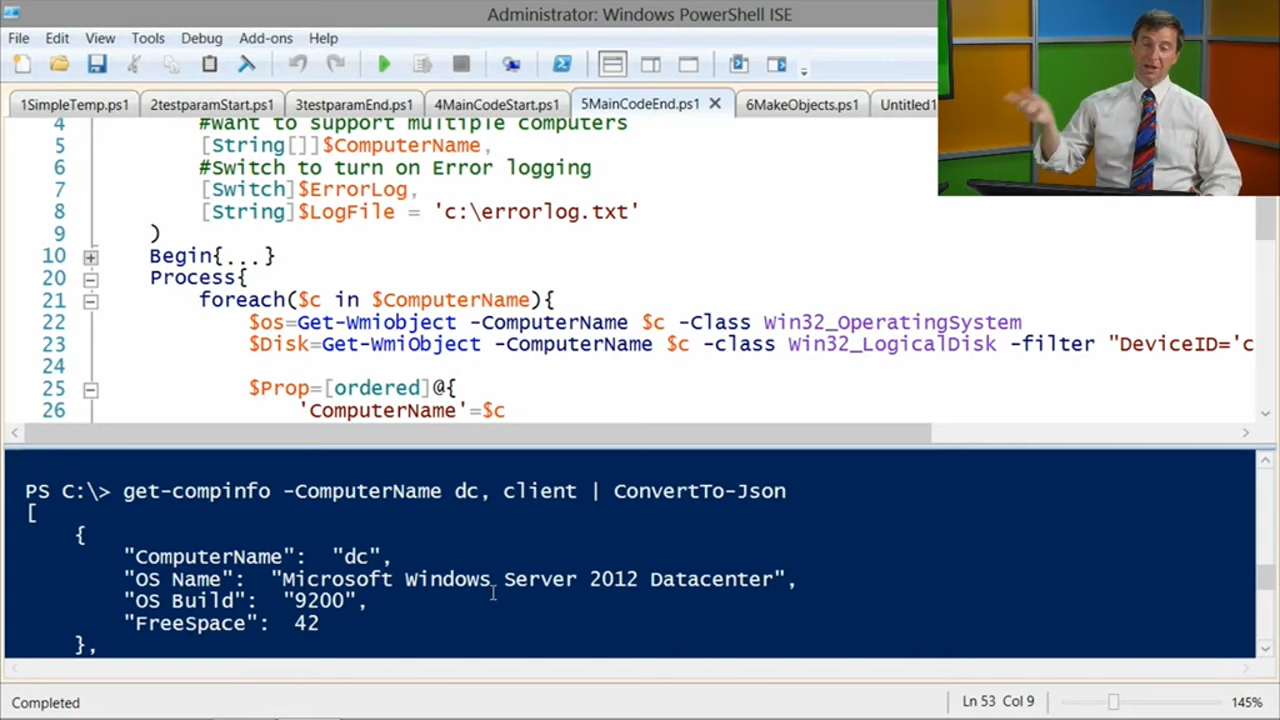 Administrator: Windows PowerShell ISE
File Edit View Tools Debug Add-ons Help
1SimpleTemp.ps1 2testparamStart.ps1 3testparamEnd.ps1 4MainCodeStart.ps1 5MainCodeEnd.ps1 6MakeObjects.ps1 Untitled1
4 #want to support multiple computers
5 [String[]]$ComputerName,
6 #Switch to turn on Error logging
7 [Switch]$ErrorLog,
8 [String]$LogFile = 'c:\errorlog.txt'
9 )
10 Begin{...}
20 Process{
21 foreach($c in $ComputerName){
22 $os=Get-Wmiobject -ComputerName $c -Class Win32_OperatingSystem
23 $Disk=Get-WmiObject -ComputerName $c -class Win32_LogicalDisk -filter "DeviceID='c
24
25 $Prop=[ordered]@{
26 'ComputerName'=$c
PS C:\> get-compinfo -ComputerName dc, client | ConvertTo-Json
[
{
"ComputerName": "dc",
"OS Name": "Microsoft Windows Server 2012 Datacenter",
"OS Build": "9200",
"FreeSpace": 42
},
Completed Ln 53 Col 9 145%